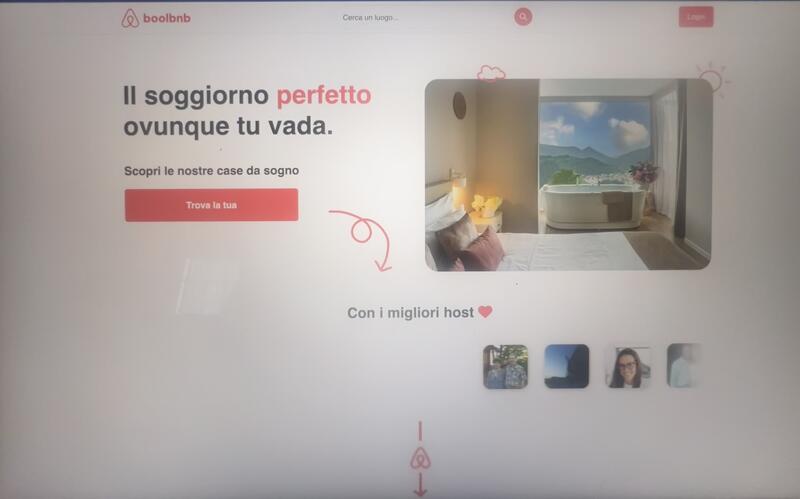 boolbnb
Cerca un luogo...
Login
Il soggiorno perfetto
ovunque tu vada.
Scopri le nostre case da sogno
Trova la tua
Con i migliori host